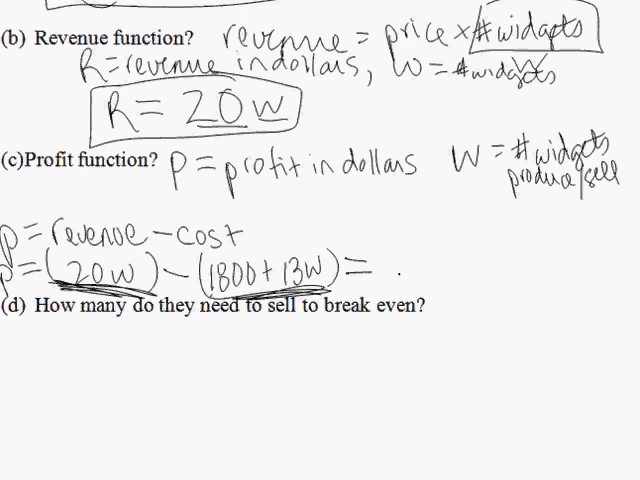 (b) Revenue function? revenue = price × # widgets
R = revenue in dollars, W = # widgets
W
R = 20w
(c)Profit function? P = profit in dollars W = # widgets
produce/sell
p = revenue - cost
p = (20w) - (1800 + 13w) =
(d) How many do they need to sell to break even?